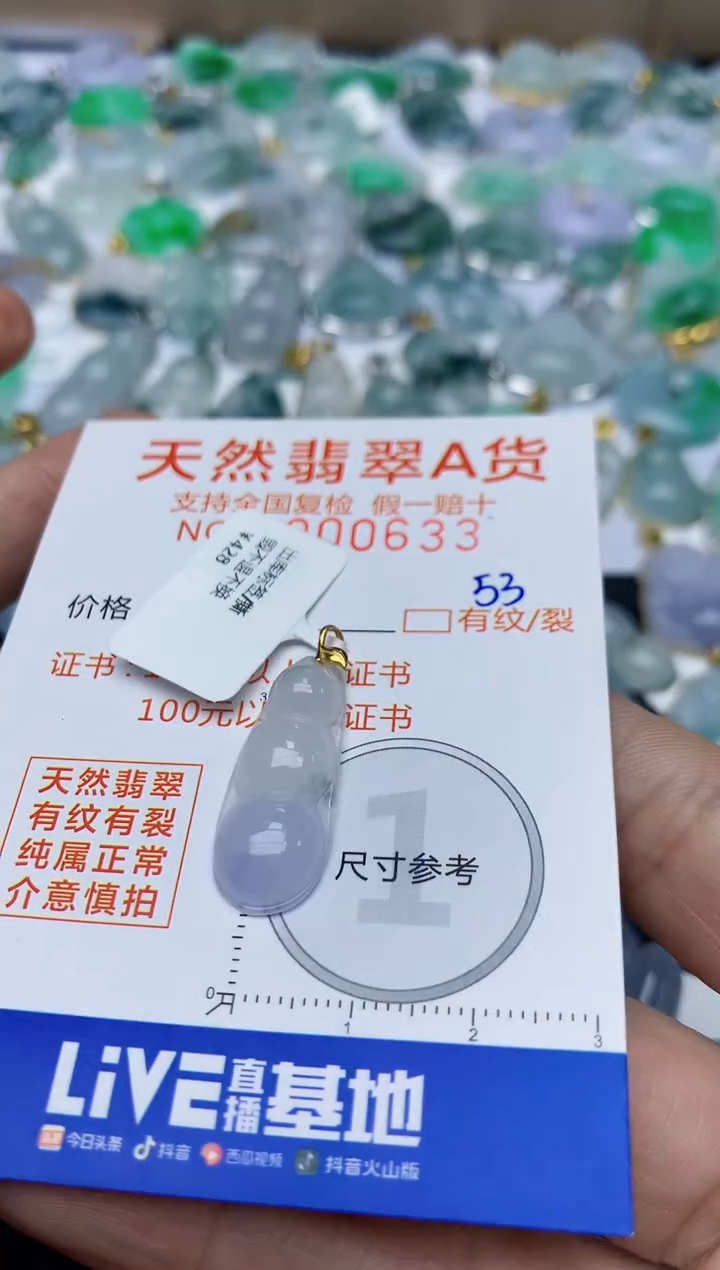 天然翡翠A货
支持全国复检 假一赔十
00633
¥428
53
价格
有纹/裂
证书:
证书
100元以
证书
天然翡翠
有纹有裂
纯属正常
介意慎拍
1
尺寸参考
0
1
2
3
LiVE直播基地
今日头条 抖音 西瓜视频 抖音火山版